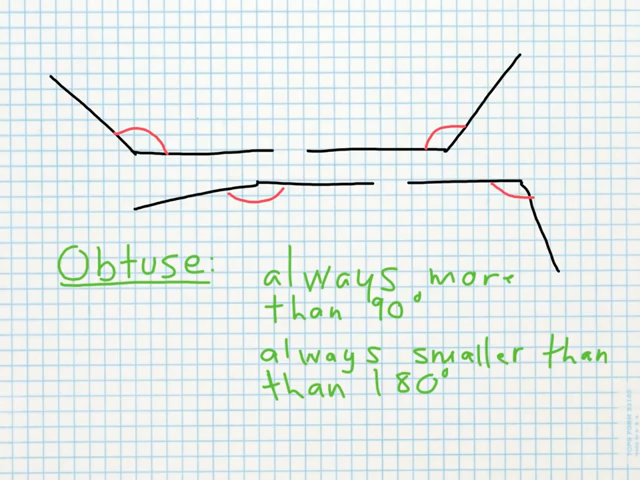 Obtuse: always more
than 90°
always smaller than
than 180°